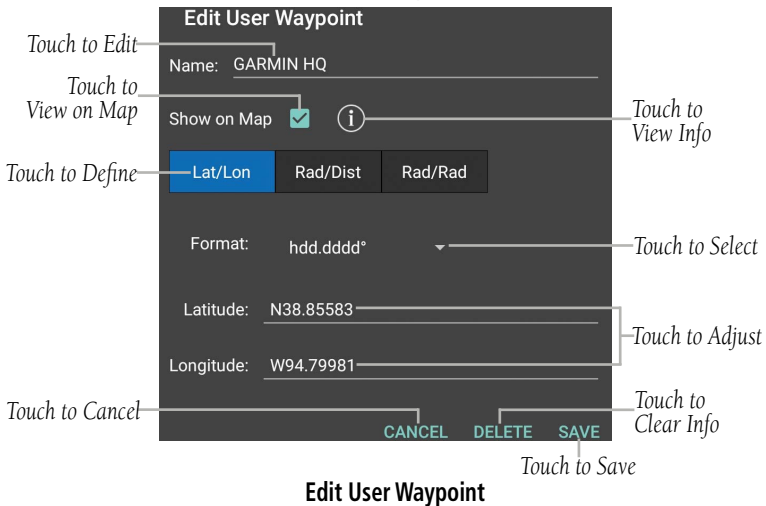 Edit User Waypoint
Touch to Edit
Name: GARMIN HQ
Touch to
View on Map
Show on Map
i
Touch to
View Info
Touch to Define
Lat/Lon
Rad/Dist
Rad/Rad
Format:
hdd.dddd°
Touch to Select
Latitude: N38.85583
Touch to Adjust
Longitude: W94.79981
Touch to Cancel
Touch to
Clear Info
CANCEL
DELETE
SAVE
Touch to Save
Edit User Waypoint